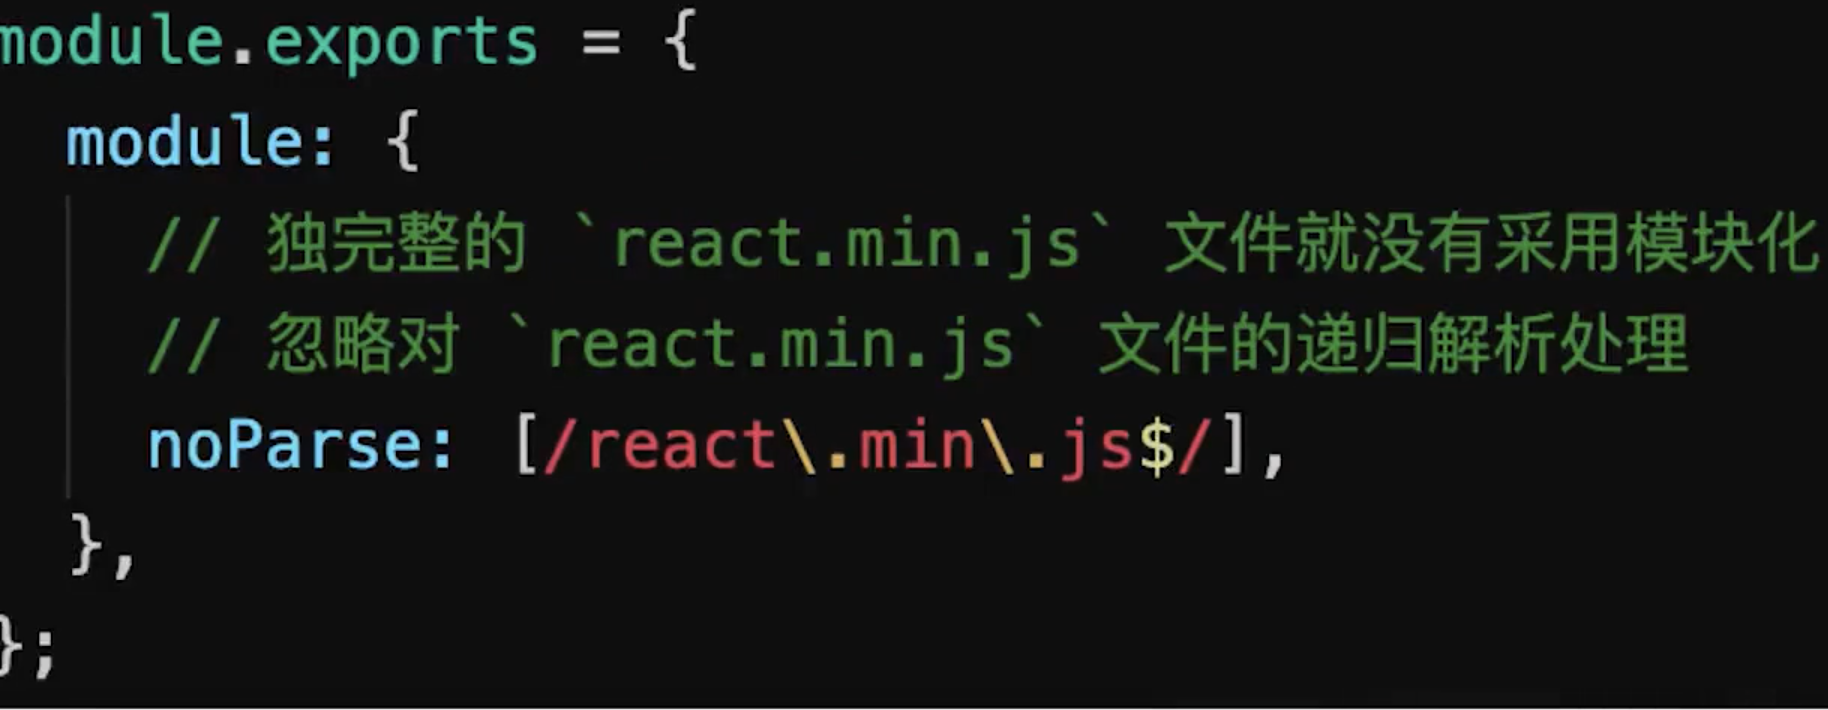 module.exports = {
module: {
// 独完整的 `react.min.js` 文件就没有采用模块化
// 忽略对 `react.min.js` 文件的递归解析处理
noParse: [/react\.min\.js$/],
},
};